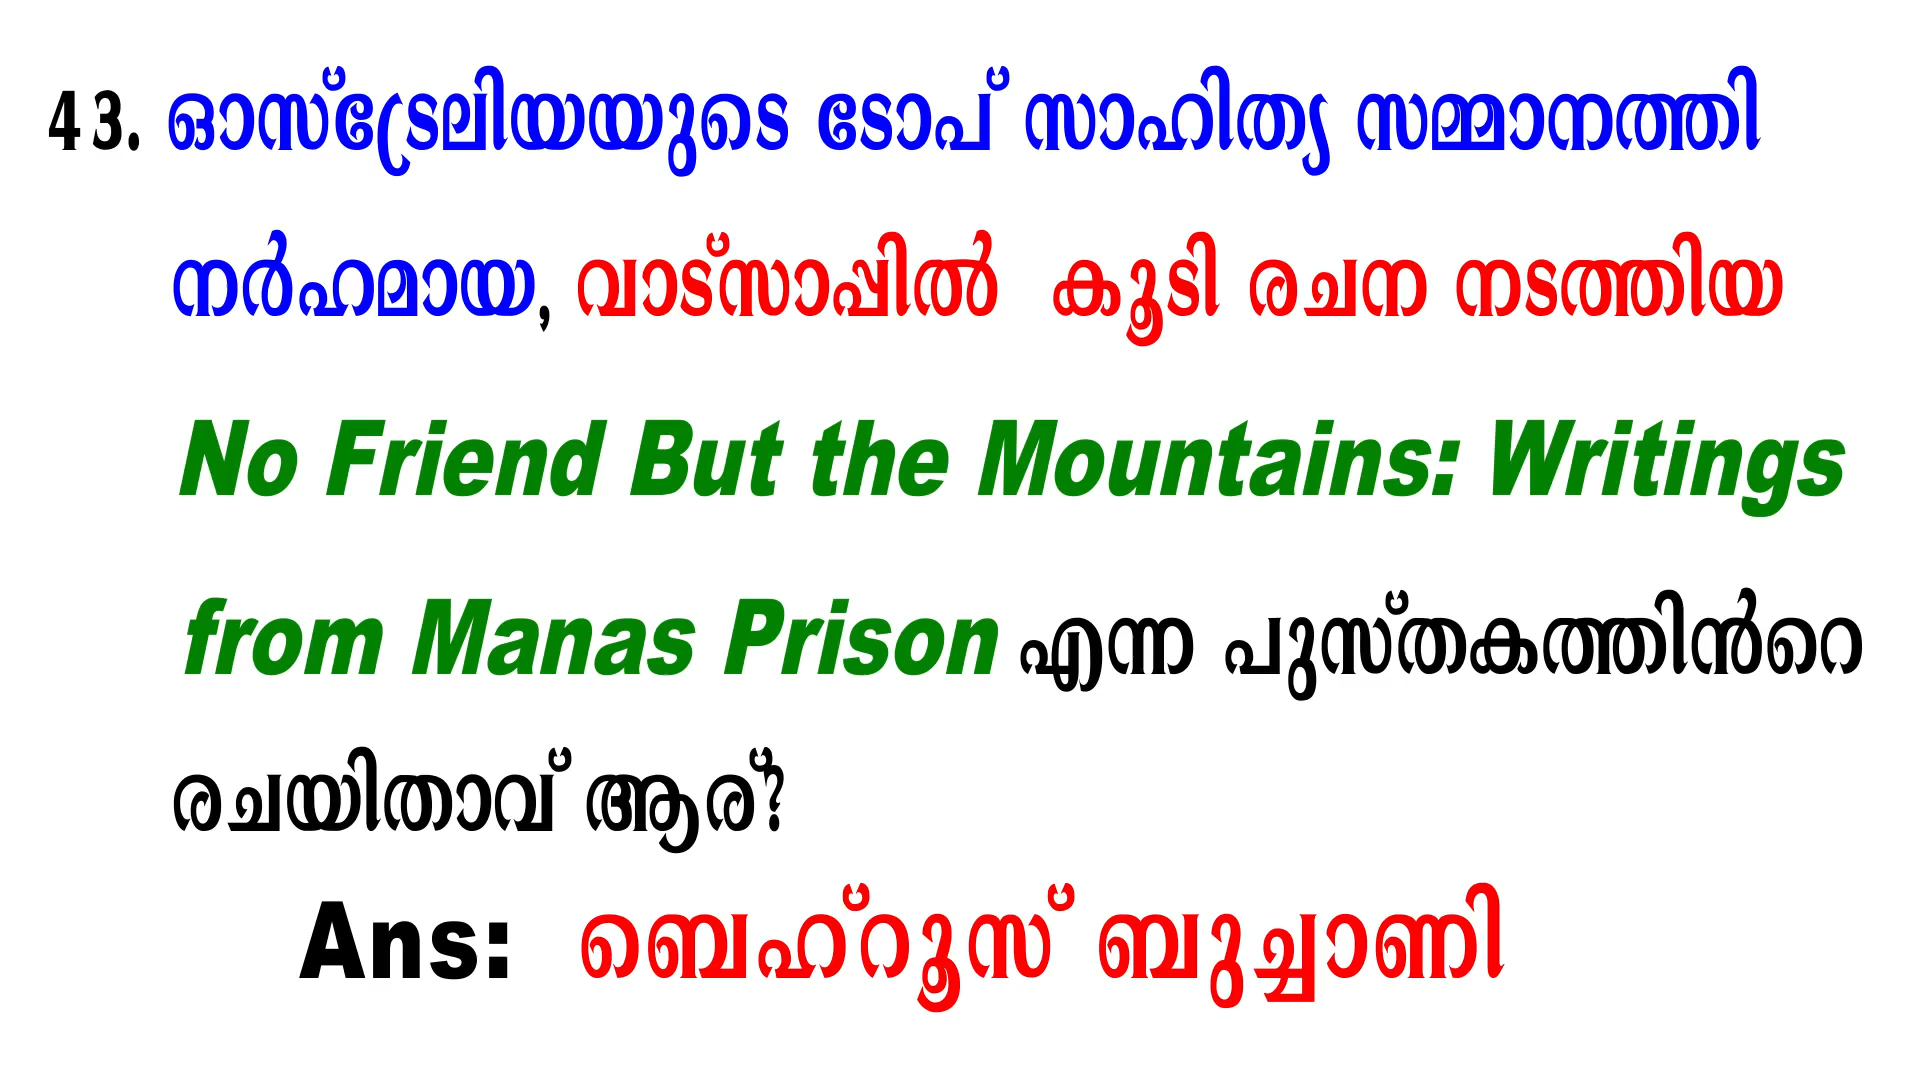 43. ഓസ്ട്രേലിയയുടെ ടോപ് സാഹിത്യ സമ്മാനത്തി
നർഹമായ, വാട്സാപ്പിൽ കൂടി രചന നടത്തിയ
No Friend But the Mountains: Writings
from Manas Prison എന്ന പുസ്തകത്തിൻറെ
രചയിതാവ് ആര്?
Ans: ബെഹ്റൂസ് ബുച്ചാണി